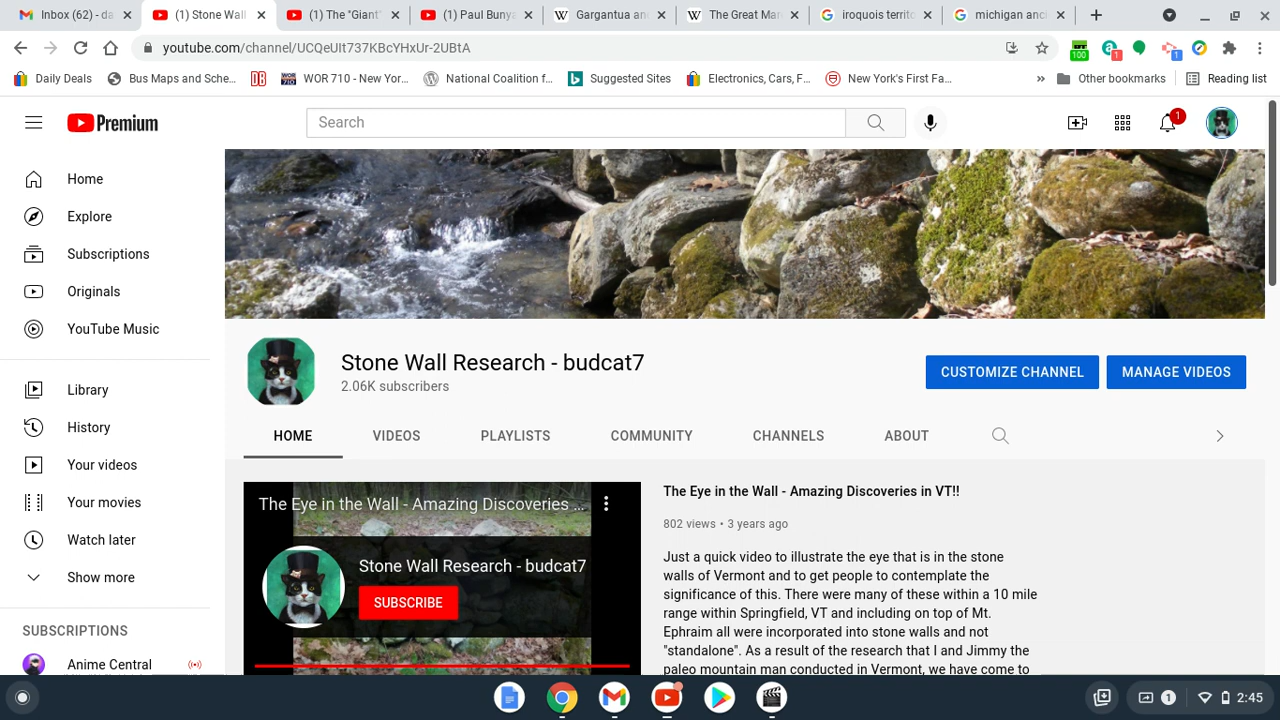 Inbox (62) - da
(1) Stone Wall
(1) The "Giant"
(1) Paul Bunya
Gargantua an
The Great Mar
iroquois territo
michigan anci
youtube.com/channel/UCQeUIt737KBcYHxUr-2UBtA
100
1
1
Daily Deals
Bus Maps and Sche...
DB
WOR 710 - New Yor...
National Coalition f...
Suggested Sites
Electronics, Cars, F...
New York's First Fa...
»
Other bookmarks
Reading list
Premium
Search
1
Home
Explore
Subscriptions
Originals
YouTube Music
Library
History
Your videos
Your movies
Watch later
Show more
SUBSCRIPTIONS
Anime Central
Stone Wall Research - budcat7
2.06K subscribers
CUSTOMIZE CHANNEL
MANAGE VIDEOS
HOME
VIDEOS
PLAYLISTS
COMMUNITY
CHANNELS
ABOUT
The Eye in the Wall - Amazing Discoveries ...
Stone Wall Research - budcat7
SUBSCRIBE
The Eye in the Wall - Amazing Discoveries in VT!!
802 views • 3 years ago
Just a quick video to illustrate the eye that is in the stone
walls of Vermont and to get people to contemplate the
significance of this. There were many of these within a 10 mile
range within Springfield, VT and including on top of Mt.
Ephraim all were incorporated into stone walls and not
"standalone". As a result of the research that I and Jimmy the
paleo mountain man conducted in Vermont, we have come to
1
2:45